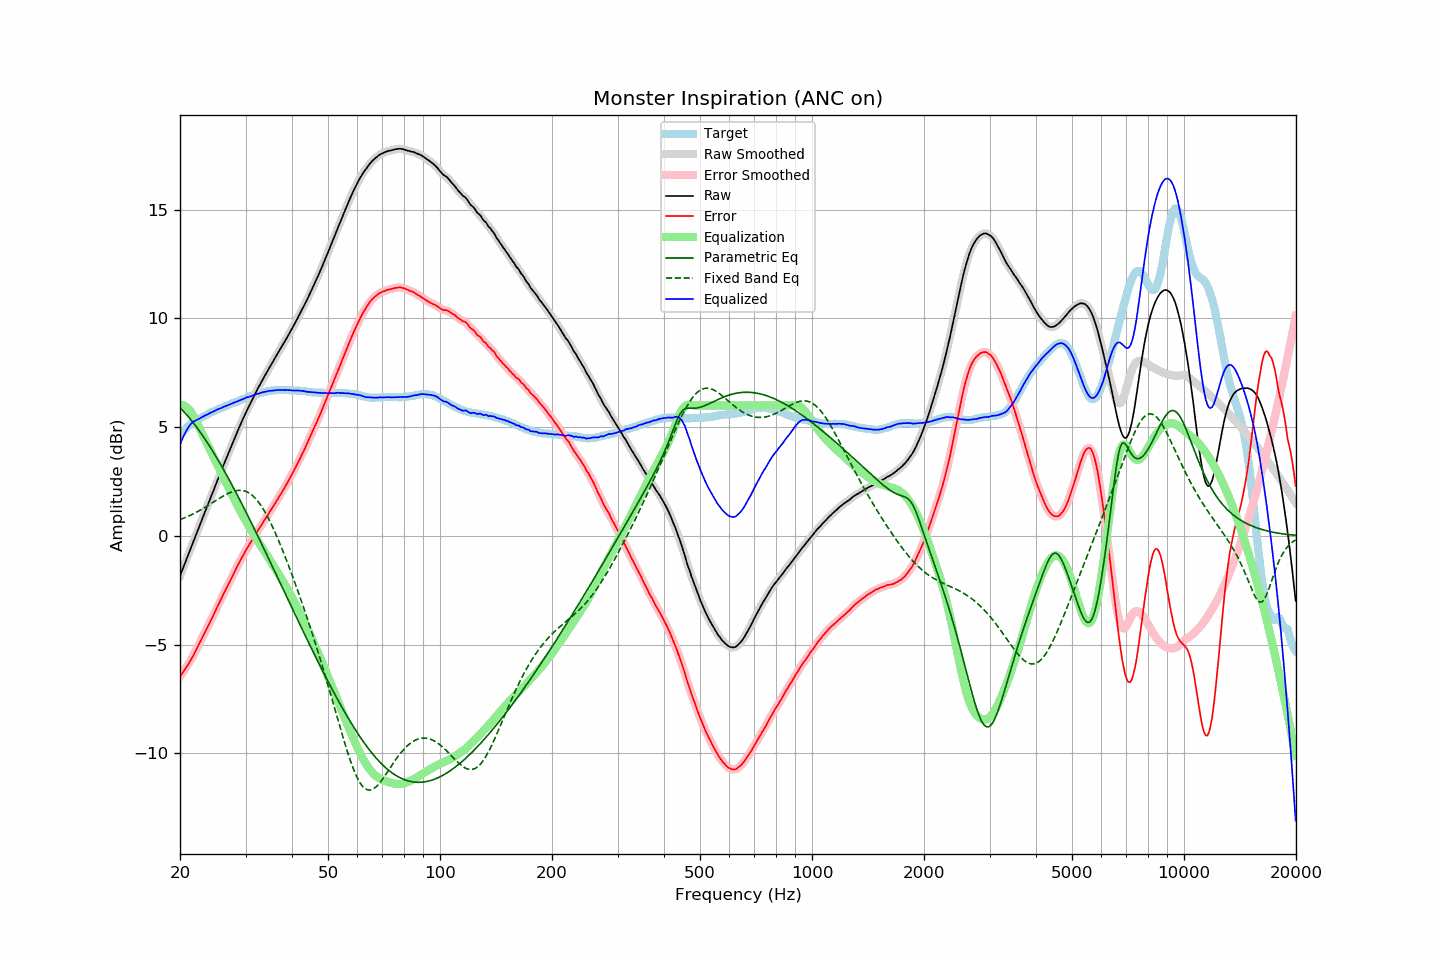 Monster Inspiration (ANC on)
Target
Raw Smoothed
Error Smoothed
Raw
Error
Equalization
Parametric Eq
Fixed Band Eq
Equalized
15
10
5
0
−5
−10
Amplitude (dBr)
20 50 100 200 500 1000 2000 5000 10000 20000
Frequency (Hz)